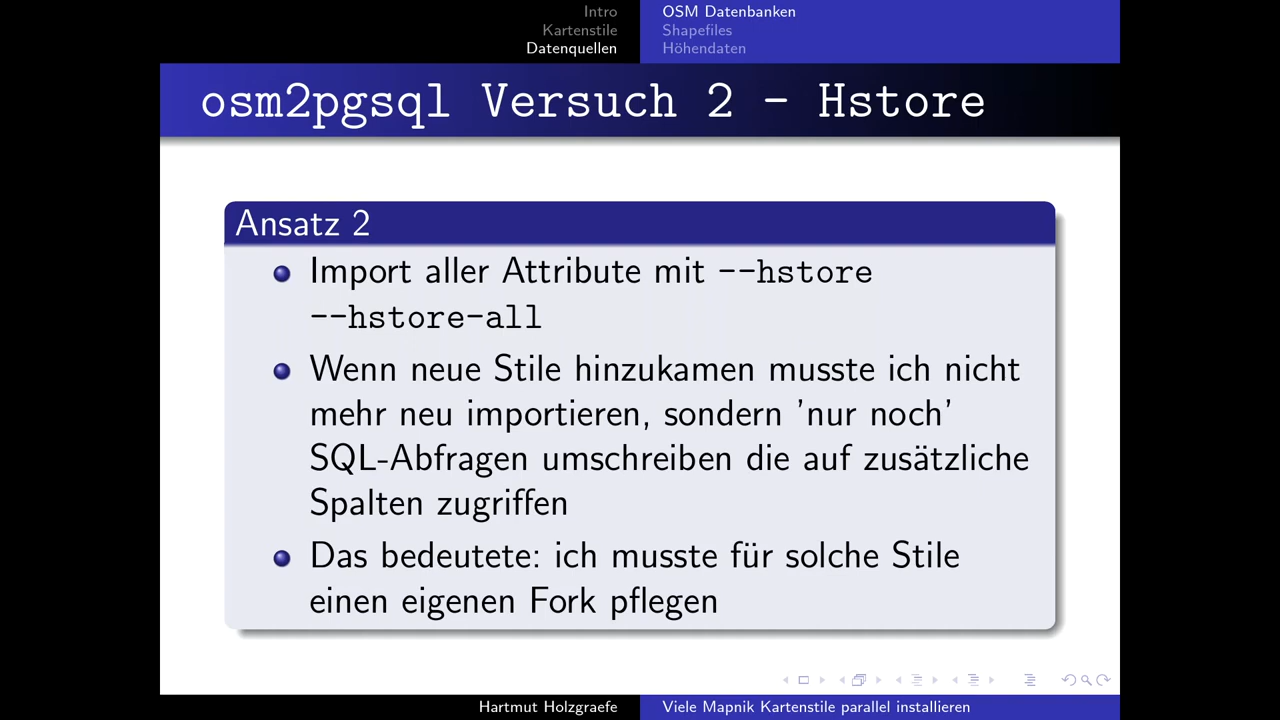 Intro
Kartenstile
Datenquellen
OSM Datenbanken
Shapefiles
Höhendaten
osm2pgsql Versuch 2 - Hstore
Ansatz 2
Import aller Attribute mit --hstore
--hstore-all
Wenn neue Stile hinzukamen musste ich nicht
mehr neu importieren, sondern 'nur noch'
SQL-Abfragen umschreiben die auf zusätzliche
Spalten zugriffen
Das bedeutete: ich musste für solche Stile
einen eigenen Fork pflegen
Hartmut Holzgraefe
Viele Mapnik Kartenstile parallel installieren